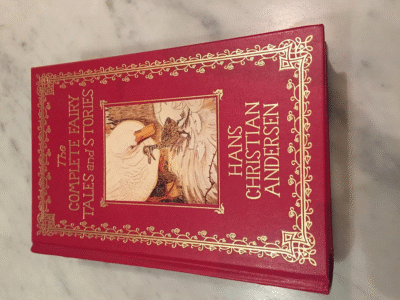 The
COMPLETE FAIRY
TALES and STORIES
HANS
CHRISTIAN
ANDERSEN